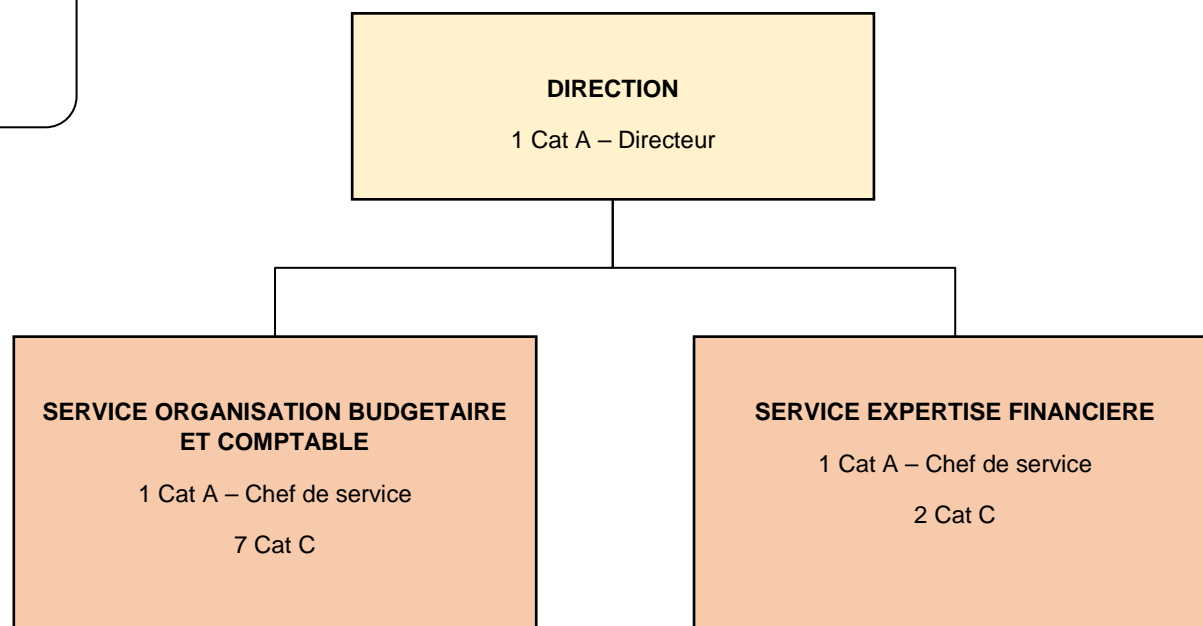 DIRECTION
1 Cat A – Directeur
SERVICE ORGANISATION BUDGETAIRE
ET COMPTABLE
1 Cat A – Chef de service
7 Cat C
SERVICE EXPERTISE FINANCIERE
1 Cat A – Chef de service
2 Cat C